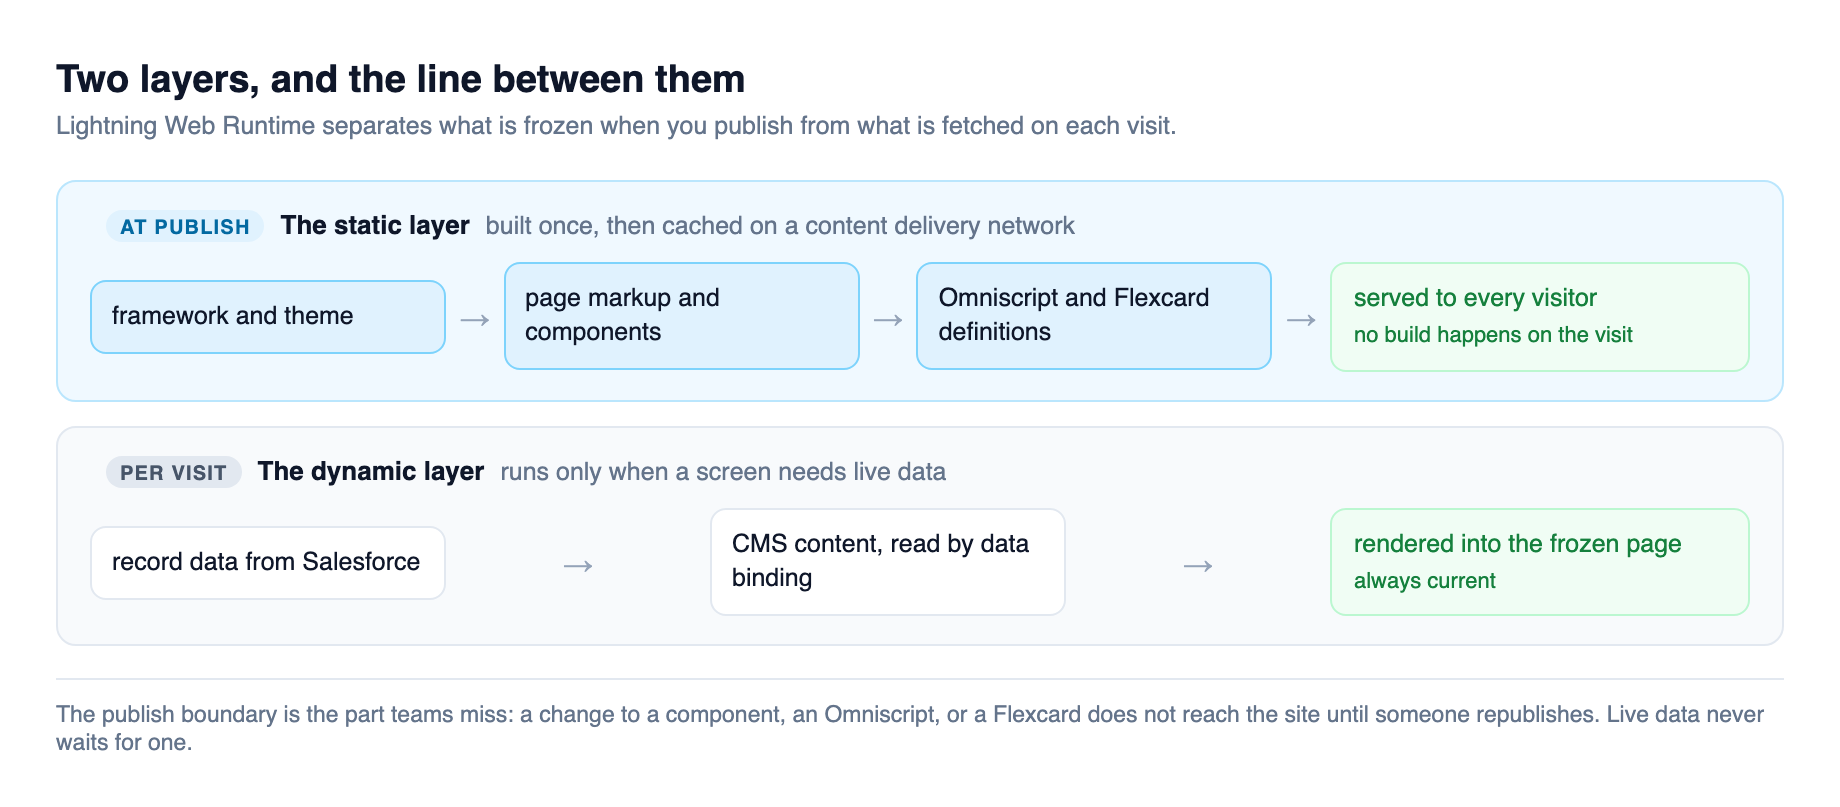 Two layers, and the line between them
Lightning Web Runtime separates what is frozen when you publish from what is fetched on each visit.
AT PUBLISH The static layer built once, then cached on a content delivery network
framework and theme
→
page markup and
components
→
Omniscript and Flexcard
definitions
→
served to every visitor
no build happens on the visit
PER VISIT The dynamic layer runs only when a screen needs live data
record data from Salesforce
→
CMS content, read by data
binding
→
rendered into the frozen page
always current
The publish boundary is the part teams miss: a change to a component, an Omniscript, or a Flexcard does not reach the site until someone republishes. Live data never
waits for one.